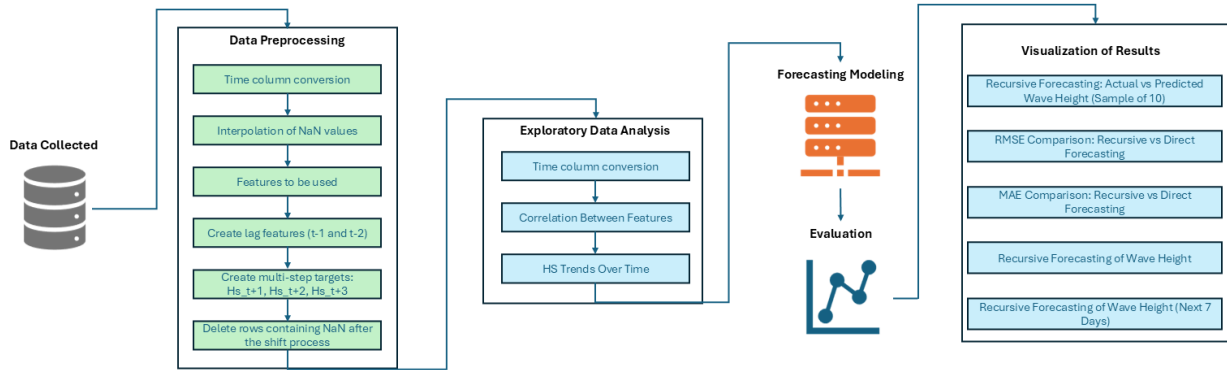 Data Collected
Data Preprocessing
Time column conversion
Interpolation of NaN values
Features to be used
Create lag features (t-1 and t-2)
Create multi-step targets:
Hs_t+1, Hs_t+2, Hs_t+3
Delete rows containing NaN after
the shift process
Exploratory Data Analysis
Time column conversion
Correlation Between Features
HS Trends Over Time
Forecasting Modeling
Evaluation
Visualization of Results
Recursive Forecasting: Actual vs Predicted
Wave Height (Sample of 10)
RMSE Comparison: Recursive vs Direct
Forecasting
MAE Comparison: Recursive vs Direct
Forecasting
Recursive Forecasting of Wave Height
Recursive Forecasting of Wave Height (Next 7
Days)